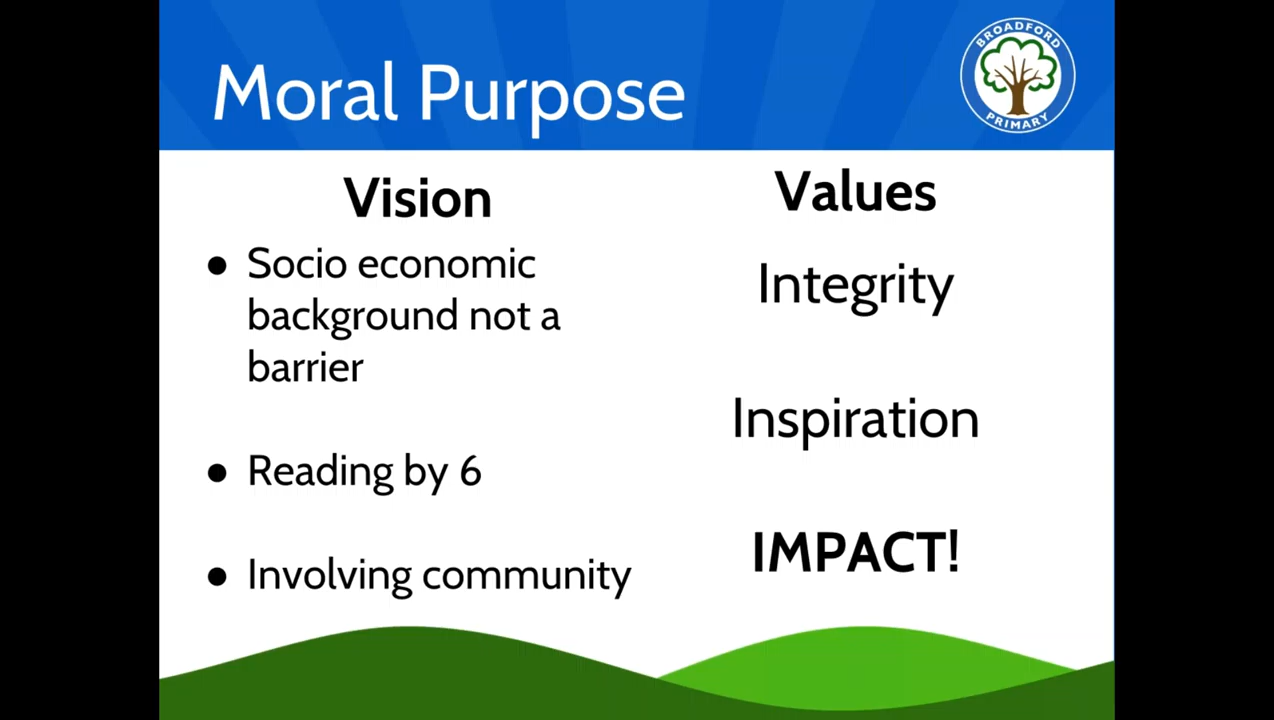 Moral Purpose
BROADFORD
PRIMARY
Vision
● Socio economic
background not a
barrier
● Reading by 6
● Involving community
Values
Integrity
Inspiration
IMPACT!